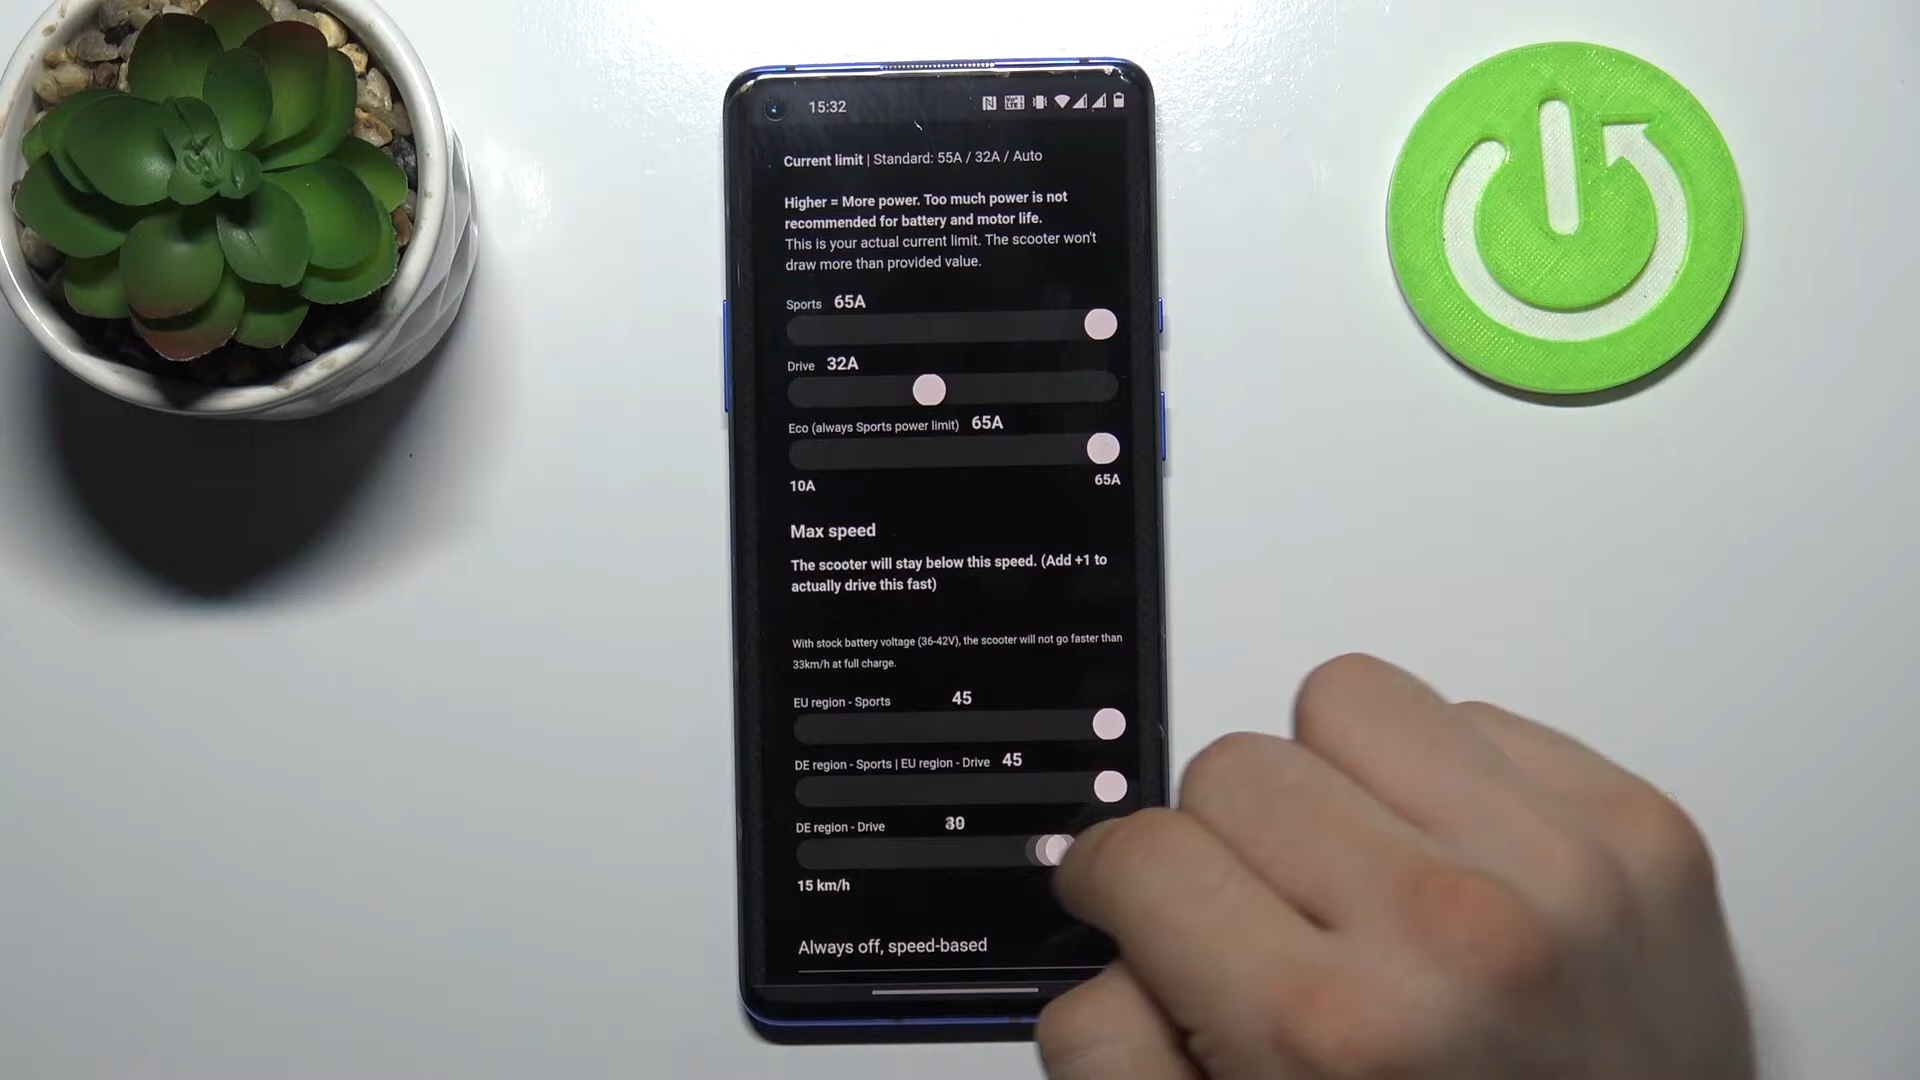 15:32
Current limit | Standard: 55A / 32A / Auto
Higher = More power. Too much power is not
recommended for battery and motor life.
This is your actual current limit. The scooter won't
draw more than provided value.
Sports 65A
Drive 32A
Eco (always Sports power limit) 65A
10A 65A
Max speed
The scooter will stay below this speed. (Add +1 to
actually drive this fast)
With stock battery voltage (36-42V), the scooter will not go faster than
33km/h at full charge.
EU region - Sports 45
DE region - Sports | EU region - Drive 45
DE region - Drive
15 km/h
Always off, speed-based